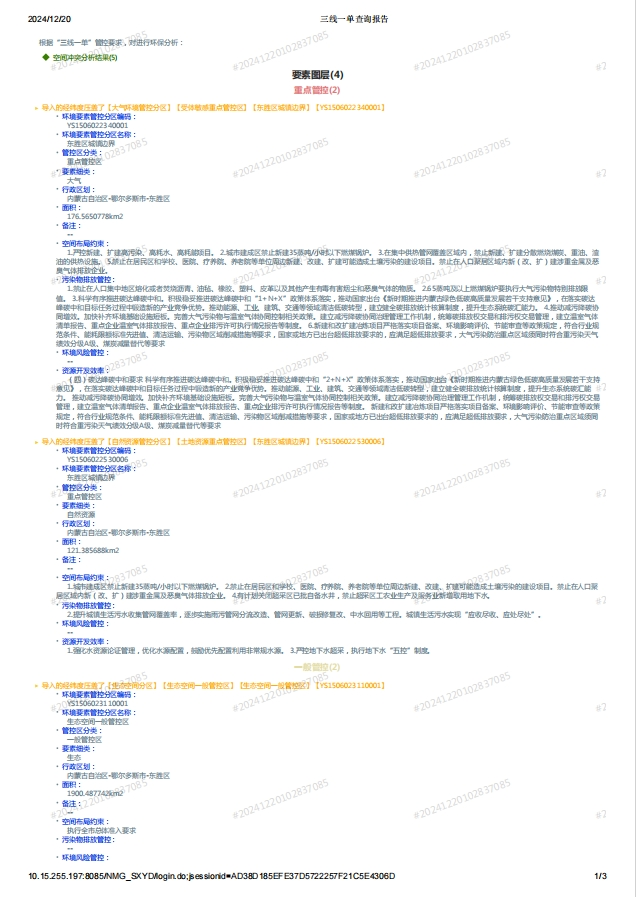 2024/12/20
三线一单查询报告
根据“三线一单”管控要求，对进行环保分析：
◆ 空间冲突分析结果(5)
要素图层(4)
重点管控(2)
导入的经纬度压盖了【大气环境管控分区】【受体敏感重点管控区】【东胜区城镇边界】【YS1506022340001】
环境要素管控分区编码：
YS1506022340001
环境要素管控分区名称：
东胜区城镇边界
管控区分类：
重点管控区
要素细类：
大气
行政区划：
内蒙古自治区-鄂尔多斯市-东胜区
面积：
176.5650778km2
备注：
--
空间布局约束：
1.严控新建、扩建高污染、高耗水、高耗能项目。 2.城市建成区禁止新建35蒸吨/小时以下燃煤锅炉。 3.在集中供热管网覆盖区域内，禁止新建、扩建分散燃烧煤炭、重油、渣
油的供热设施。 5.禁止在居民区和学校、医院、疗养院、养老院等单位周边新建、改建、扩建可能造成土壤污染的建设项目。禁止在人口聚居区域内新（改、扩）建涉重金属及恶
臭气体排放企业。
污染物排放管控：
1.禁止在人口集中地区熔化或者焚烧沥青、油毡、橡胶、塑料、皮革以及其他产生有毒有害烟尘和恶臭气体的物质。 2.65蒸吨及以上燃煤锅炉要执行大气污染物特别排放限
值。 3.科学有序推进碳达峰碳中和。积极稳妥推进碳达峰碳中和“1+N+X”政策体系落实，推动国家出台《新时期推进内蒙古绿色低碳高质量发展若干支持意见》，在落实碳达
峰碳中和目标任务过程中锻造新的产业竞争优势。推动能源、工业、建筑、交通等领域清洁低碳转型，建立健全碳排放统计核算制度，提升生态系统碳汇能力。 4.推动减污降碳协
同增效。加快补齐环境基础设施短板。完善大气污染物与温室气体协同控制相关政策。建立减污降碳协同治理管理工作机制，统筹碳排放权交易和排污权交易管理，建立温室气体
清单报告、重点企业温室气体排放报告、重点企业排污许可执行情况报告等制度。 6.新建和改扩建冶炼项目严格落实项目备案、环境影响评价、节能审查等政策规定，符合行业规
范条件、能耗限额标准先进值、清洁运输、污染物区域削减措施等要求，国家或地方已出台超低排放要求的，应满足超低排放要求，大气污染防治重点区域须同时符合重污染天气
绩效分级A级、煤炭减量替代等要求
环境风险管控：
--
资源开发效率：
（四）碳达峰碳中和要求 科学有序推进碳达峰碳中和。积极稳妥推进碳达峰碳中和“2+N+X”政策体系落实，推动国家出台《新时期推进内蒙古绿色低碳高质量发展若干支持
意见》，在落实碳达峰碳中和目标任务过程中锻造新的产业竞争优势。推动能源、工业、建筑、交通等领域清洁低碳转型，建立健全碳排放统计核算制度，提升生态系统碳汇能
力。 推动减污降碳协同增效。加快补齐环境基础设施短板。完善大气污染物与温室气体协同控制相关政策。建立减污降碳协同治理管理工作机制，统筹碳排放权交易和排污权交易
管理，建立温室气体清单报告、重点企业温室气体排放报告、重点企业排污许可执行情况报告等制度。 新建和改扩建冶炼项目严格落实项目备案、环境影响评价、节能审查等政策
规定，符合行业规范条件、能耗限额标准先进值、清洁运输、污染物区域削减措施等要求，国家或地方已出台超低排放要求的，应满足超低排放要求，大气污染防治重点区域须同
时符合重污染天气绩效分级A级、煤炭减量替代等要求
导入的经纬度压盖了【自然资源管控分区】【土地资源重点管控区】【东胜区城镇边界】【YS1506022530006】
环境要素管控分区编码：
YS1506022530006
环境要素管控分区名称：
东胜区城镇边界
管控区分类：
重点管控区
要素细类：
自然资源
行政区划：
内蒙古自治区-鄂尔多斯市-东胜区
面积：
121.385688km2
备注：
--
空间布局约束：
1.城市建成区禁止新建35蒸吨/小时以下燃煤锅炉。 2.禁止在居民区和学校、医院、疗养院、养老院等单位周边新建、改建、扩建可能造成土壤污染的建设项目。禁止在人口聚
居区域内新（改、扩）建涉重金属及恶臭气体排放企业。 4.有计划关闭超采区已批自备水井，禁止超采区工农业生产及服务业新增取用地下水。
污染物排放管控：
2.提升城镇生活污水收集管网覆盖率，逐步实施雨污管网分流改造、管网更新、破损修复改、中水回用等工程。城镇生活污水实现“应收尽收、应处尽处”。
环境风险管控：
--
资源开发效率：
1.强化水资源论证管理，优化水源配置，鼓励优先配置利用非常规水源。 3.严控地下水超采，执行地下水“五控”制度。
一般管控(2)
导入的经纬度压盖了【生态空间分区】【生态空间一般管控区】【生态空间一般管控区】【YS1506023110001】
环境要素管控分区编码：
YS1506023110001
环境要素管控分区名称：
生态空间一般管控区
管控区分类：
一般管控区
要素细类：
生态
行政区划：
内蒙古自治区-鄂尔多斯市-东胜区
面积：
1900.487742km2
备注：
--
空间布局约束：
执行全市总体准入要求
污染物排放管控：
--
环境风险管控：
10.15.255.197:8085/NMG_SXYD/login.do;jsessionid=AD38D185EFE37D5722257F21C5E4306D
1/3